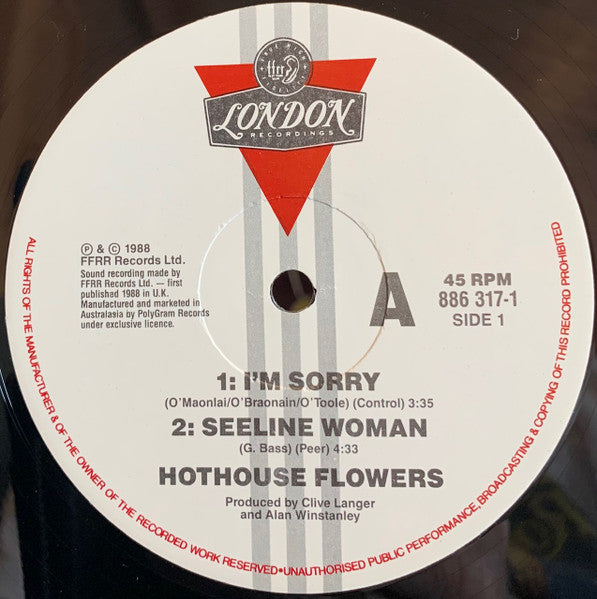 ffrr
LONDON
RECORDINGS
℗ & © 1988
FFRR Records Ltd.
Sound recording made by
FFRR Records Ltd. — first
published 1988 in U.K.
Manufactured and marketed in
Australasia by PolyGram Records
under exclusive licence.
A
45 RPM
886 317-1
SIDE 1
1: I'M SORRY
(O'Maonlai/O'Braonain/O'Toole) (Control) 3:35
2: SEELINE WOMAN
(G. Bass) (Peer) 4:33
HOTHOUSE FLOWERS
Produced by Clive Langer
and Alan Winstanley
ALL RIGHTS OF THE MANUFACTURER & OF THE OWNER OF THE RECORDED WORK RESERVED•UNAUTHORISED PUBLIC PERFORMANCE, BROADCASTING & COPYING OF THIS RECORD PROHIBITED